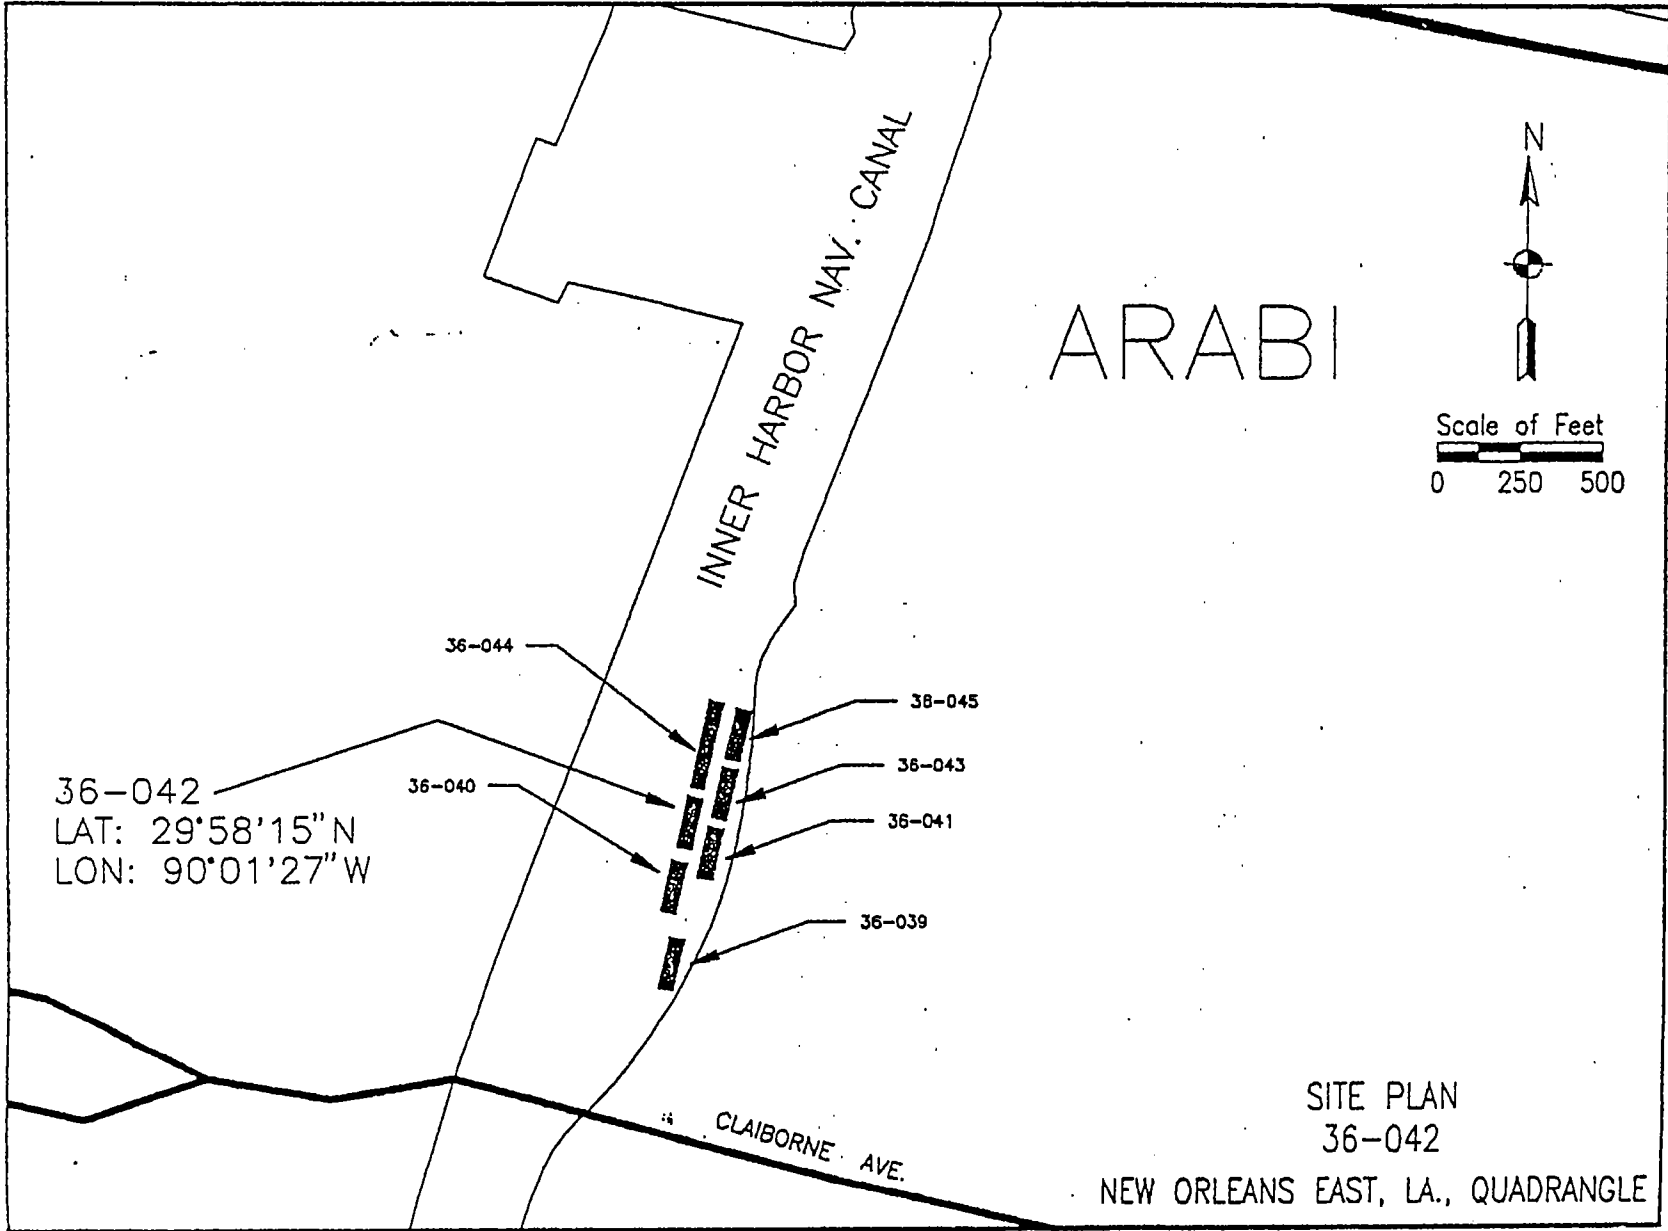 N
INNER HARBOR NAV. CANAL
ARABI
Scale of Feet
0 250 500
36-044
38-045
36-042
LAT: 29°58'15"N
LON: 90°01'27"W
36-040
36-043
36-041
36-039
CLAIBORNE AVE.
SITE PLAN
36-042
NEW ORLEANS EAST, LA., QUADRANGLE